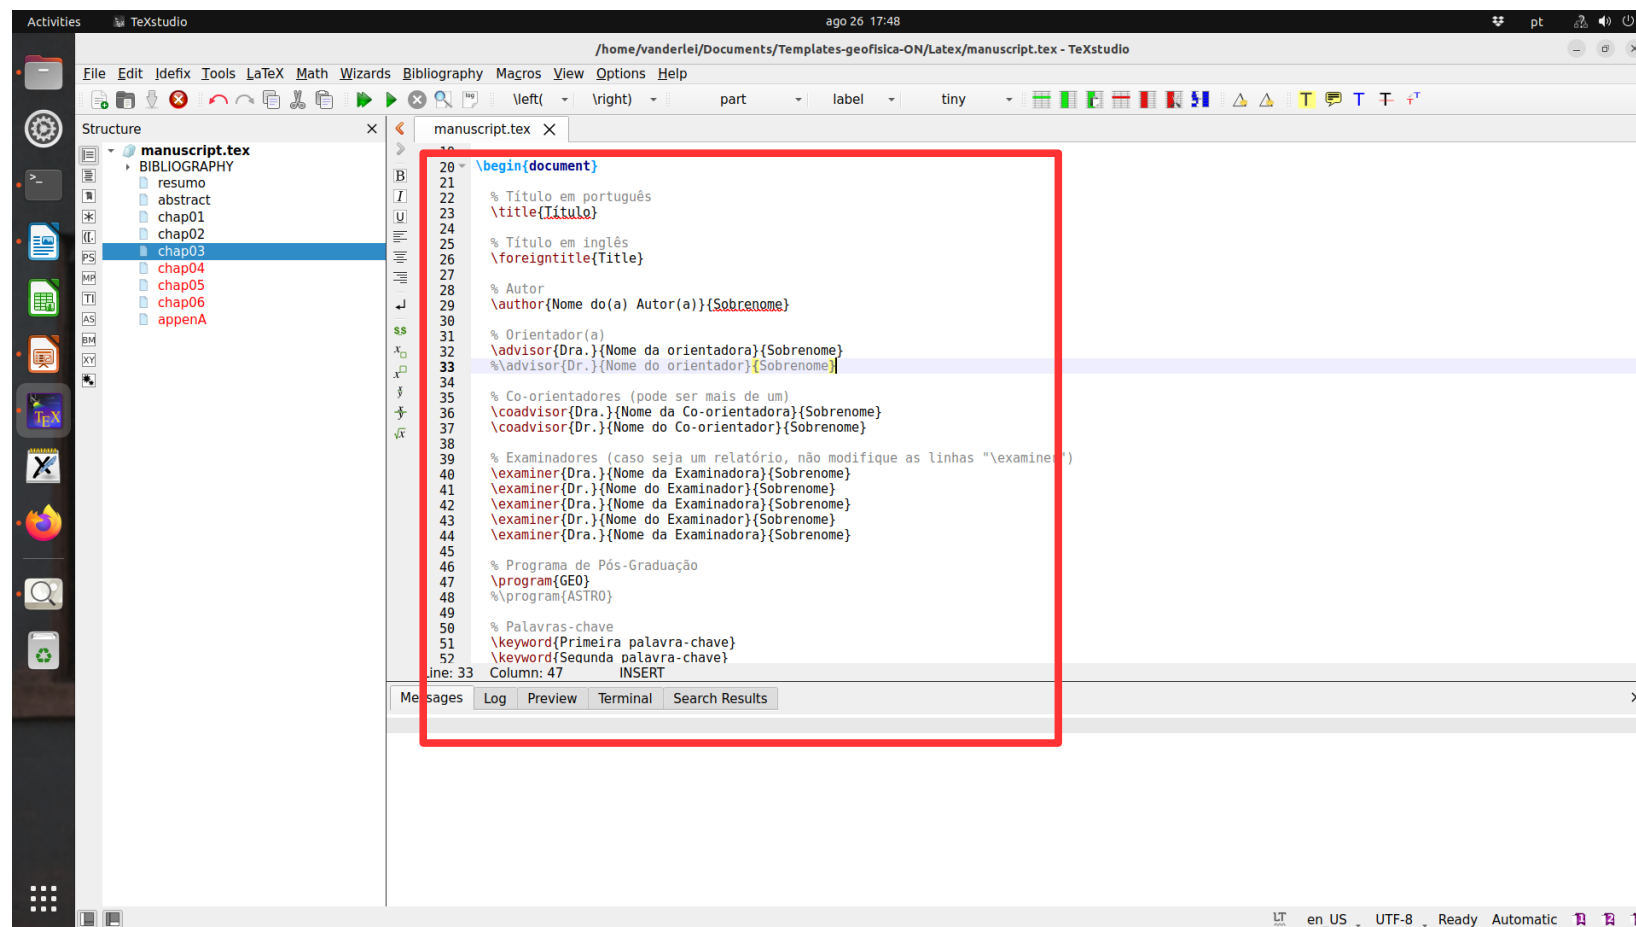 Activities
TeXstudio
ago 26 17:48
pt
/home/vanderlei/Documents/Templates-geofisica-ON/Latex/manuscript.tex - TeXstudio
File Edit Idefix Tools LaTeX Math Wizards Bibliography Macros View Options Help
\left( \right) part label tiny
Structure
manuscript.tex
BIBLIOGRAPHY
resumo
abstract
chap01
chap02
chap03
chap04
chap05
chap06
appenA
manuscript.tex
19
20 \begin{document}
21
22 % Título em português
23 \title{Título}
24
25 % Título em inglês
26 \foreigntitle{Title}
27
28 % Autor
29 \author{Nome do(a) Autor(a)}{Sobrenome}
30
31 % Orientador(a)
32 \advisor{Dra.}{Nome da orientadora}{Sobrenome}
33 %\advisor{Dr.}{Nome do orientador}{Sobrenome}
34
35 % Co-orientadores (pode ser mais de um)
36 \coadvisor{Dra.}{Nome da Co-orientadora}{Sobrenome}
37 \coadvisor{Dr.}{Nome do Co-orientador}{Sobrenome}
38
39 % Examinadores (caso seja um relatório, não modifique as linhas "\examiner")
40 \examiner{Dra.}{Nome da Examinadora}{Sobrenome}
41 \examiner{Dr.}{Nome do Examinador}{Sobrenome}
42 \examiner{Dra.}{Nome da Examinadora}{Sobrenome}
43 \examiner{Dr.}{Nome do Examinador}{Sobrenome}
44 \examiner{Dra.}{Nome da Examinadora}{Sobrenome}
45
46 % Programa de Pós-Graduação
47 \program{GEO}
48 %\program{ASTRO}
49
50 % Palavras-chave
51 \keyword{Primeira palavra-chave}
52 \keyword{Segunda palavra-chave}
Line: 33 Column: 47 INSERT
Messages Log Preview Terminal Search Results
en_US UTF-8 Ready Automatic